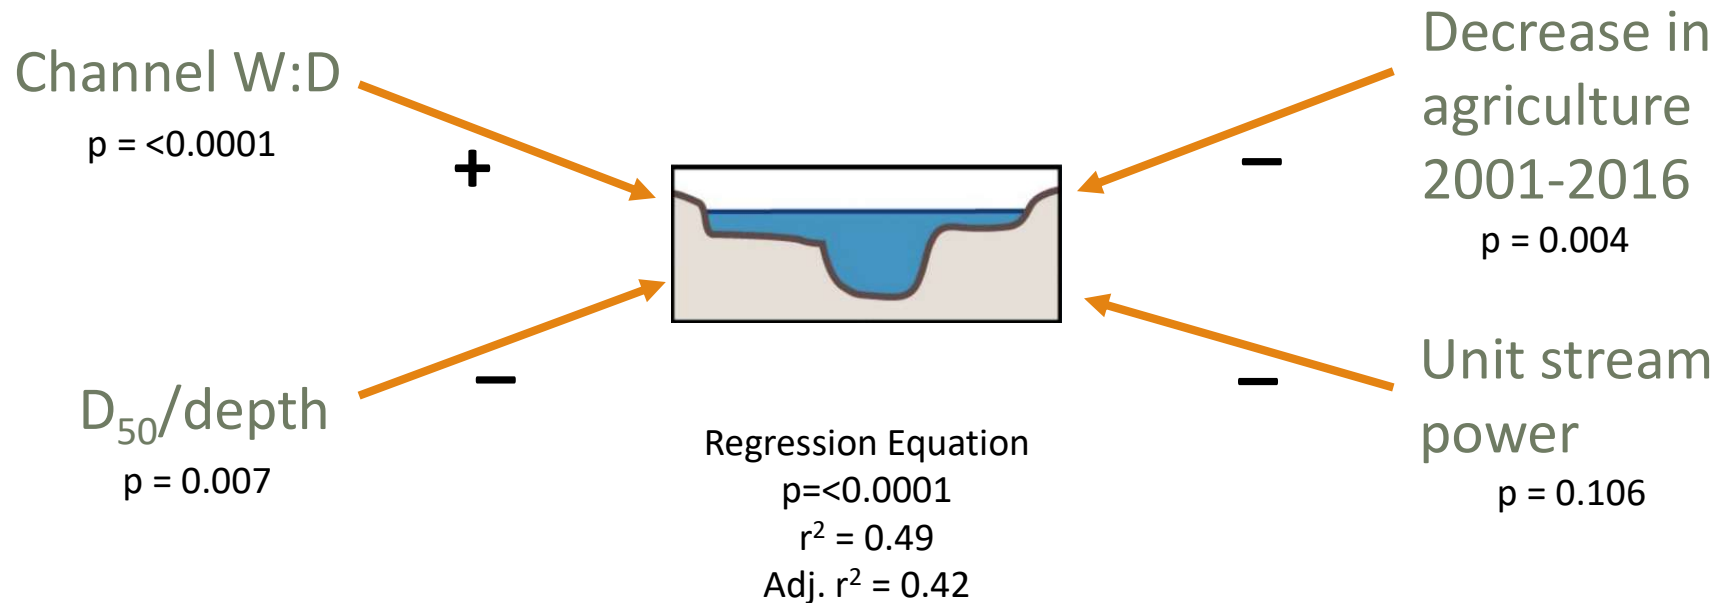 Channel W:D
p = <0.0001
+
D₅₀/depth
p = 0.007
–
Decrease in
agriculture
2001-2016
p = 0.004
–
Unit stream
power
p = 0.106
–
Regression Equation
p=<0.0001
r² = 0.49
Adj. r² = 0.42